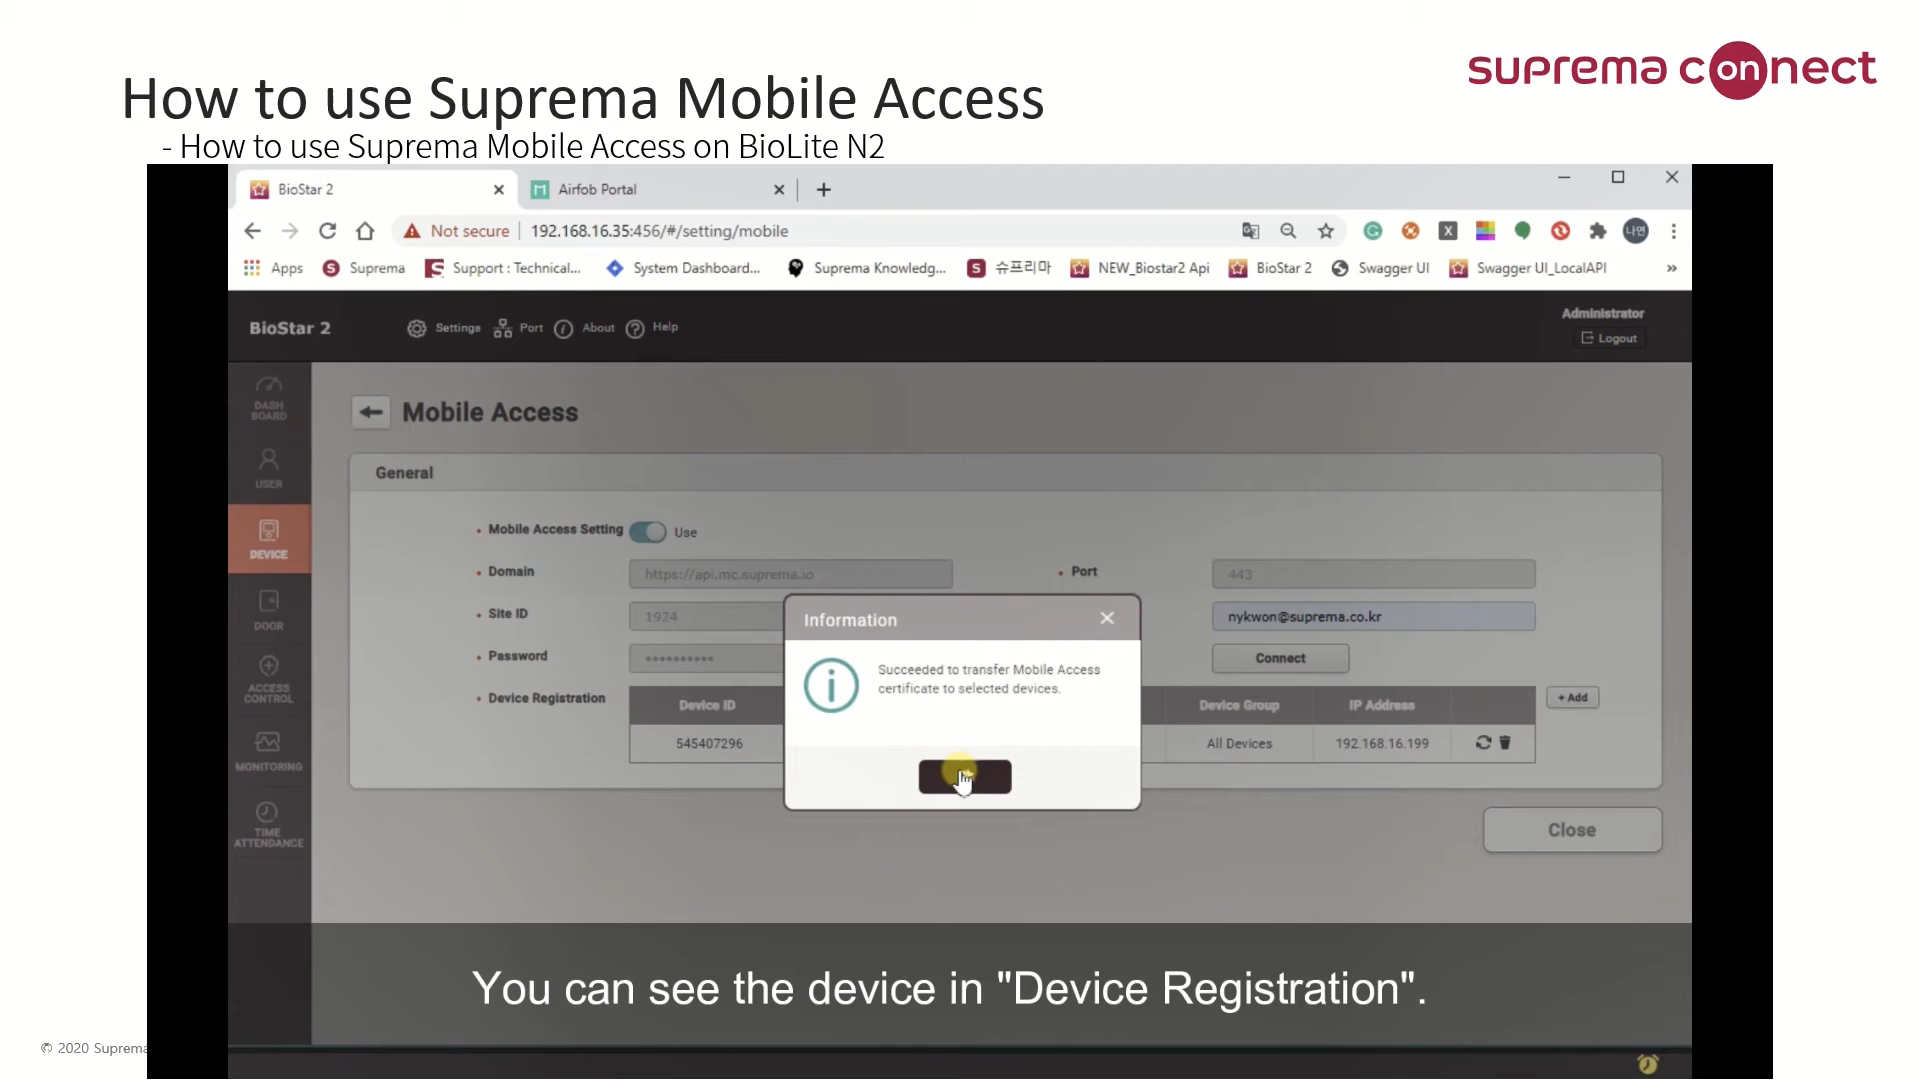 How to use Suprema Mobile Access
suprema connect
- How to use Suprema Mobile Access on BioLite N2
BioStar 2
Airfob Portal
Not secure
192.168.16.35:456/#/setting/mobile
X
나연
Apps
Suprema
Support : Technical...
System Dashboard...
Suprema Knowledg...
슈프리마
NEW_Biostar2 Api
BioStar 2
Swagger UI
Swagger UI_LocalAPI
»
BioStar 2
Settings
Port
About
Help
Administrator
Logout
DASH
BOARD
USER
DEVICE
DOOR
ACCESS
CONTROL
MONITORING
TIME
ATTENDANCE
Mobile Access
General
• Mobile Access Setting
Use
• Domain
https://api.mc.suprema.io
• Port
443
• Site ID
1924
nykwon@suprema.co.kr
• Password
••••••••••
Connect
• Device Registration
Device ID
Device Group
IP Address
+ Add
545407296
All Devices
192.168.16.199
Information
Succeeded to transfer Mobile Access
certificate to selected devices.
Close
You can see the device in "Device Registration".
© 2020 Suprema